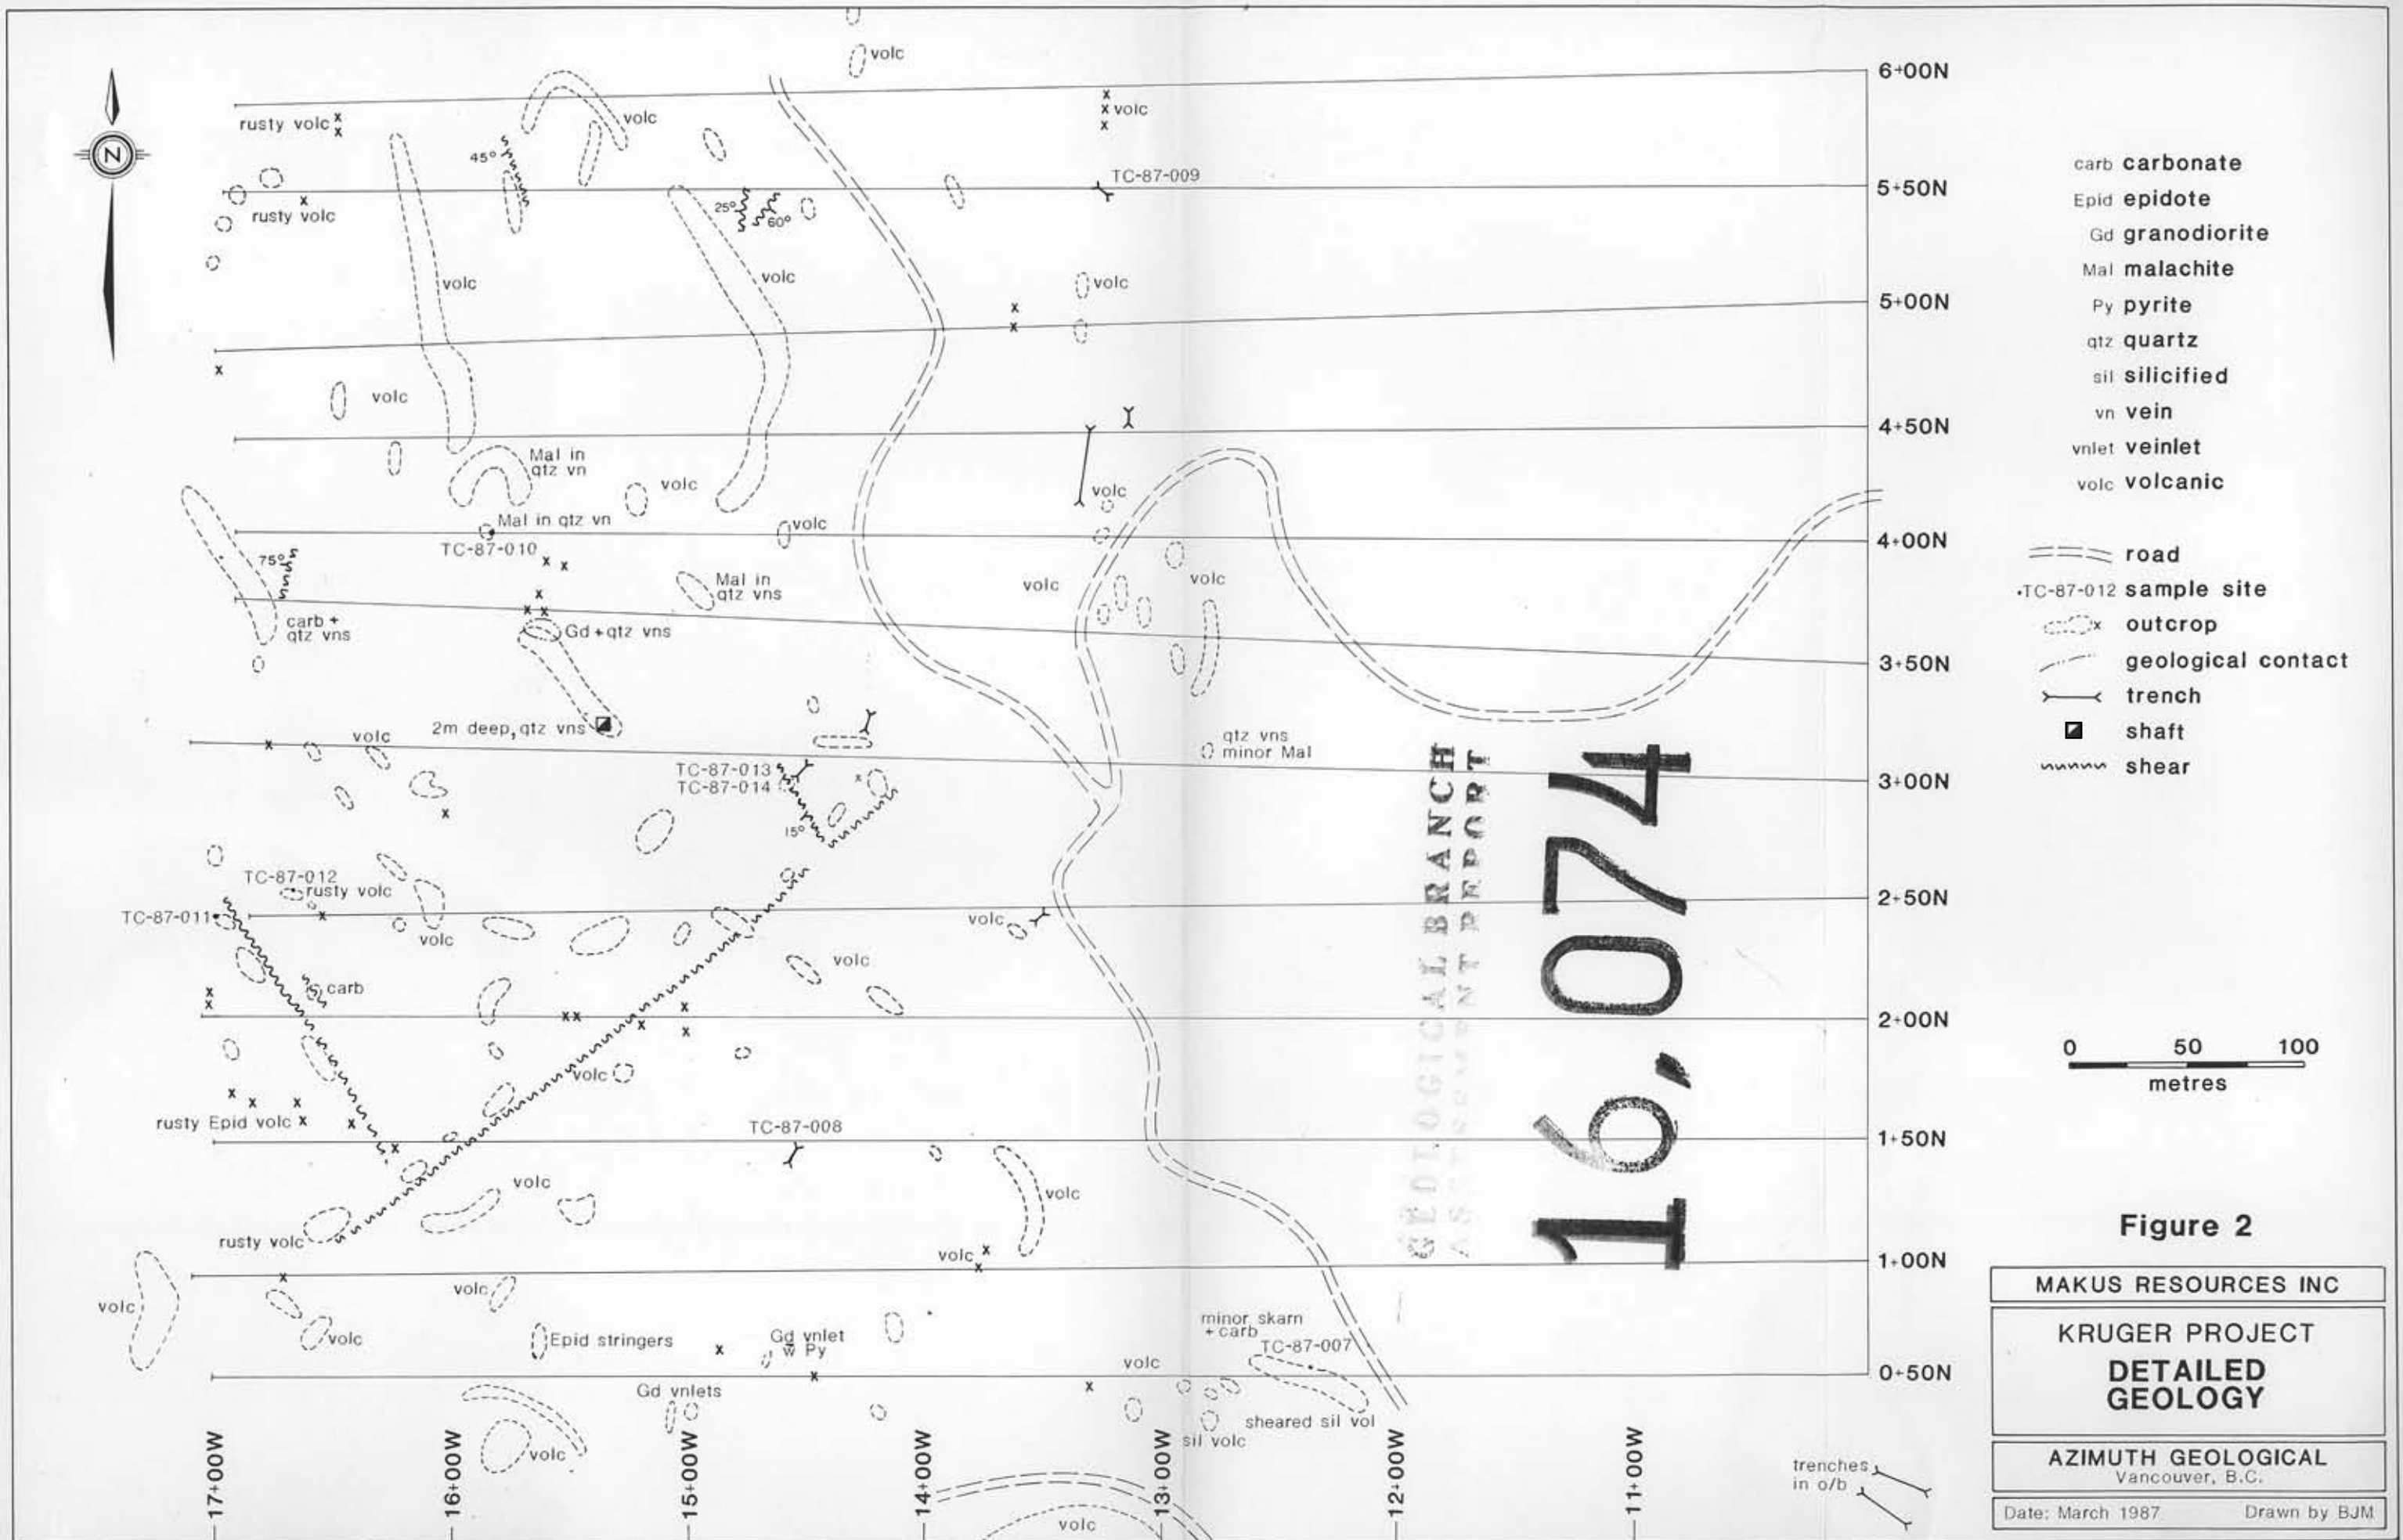 volc
6+00N
rusty volc
volc
volc
45°
TC-87-009
5+50N
rusty volc
25°
60°
volc
volc
volc
5+00N
volc
4+50N
Mal in
qtz vn
volc
volc
Mal in qtz vn
volc
TC-87-010
4+00N
75°
Mal in
qtz vns
volc
volc
carb +
qtz vns
Gd+qtz vns
3+50N
2m deep, qtz vns
volc
qtz vns
minor Mal
TC-87-013
TC-87-014
3+00N
15°
TC-87-012
rusty volc
2+50N
TC-87-011
volc
volc
volc
carb
2+00N
volc
rusty Epid volc
TC-87-008
1+50N
volc
volc
rusty volc
volc
1+00N
volc
volc
volc
Epid stringers
Gd vnlet
w̄ Py
minor skarn
+ carb
TC-87-007
volc
0+50N
Gd vnlets
sheared sil vol
sil volc
volc
volc
trenches
in o/b
17+00W
16+00W
15+00W
14+00W
13+00W
12+00W
11+00W
GEOLOGICAL BRANCH
ASSESSMENT REPORT
16,074
N
carb carbonate
Epid epidote
Gd granodiorite
Mal malachite
Py pyrite
qtz quartz
sil silicified
vn vein
vnlet veinlet
volc volcanic
road
TC-87-012 sample site
x outcrop
geological contact
trench
shaft
shear
0 50 100
metres
Figure 2
MAKUS RESOURCES INC
KRUGER PROJECT
DETAILED
GEOLOGY
AZIMUTH GEOLOGICAL
Vancouver, B.C.
Date: March 1987 Drawn by BJM